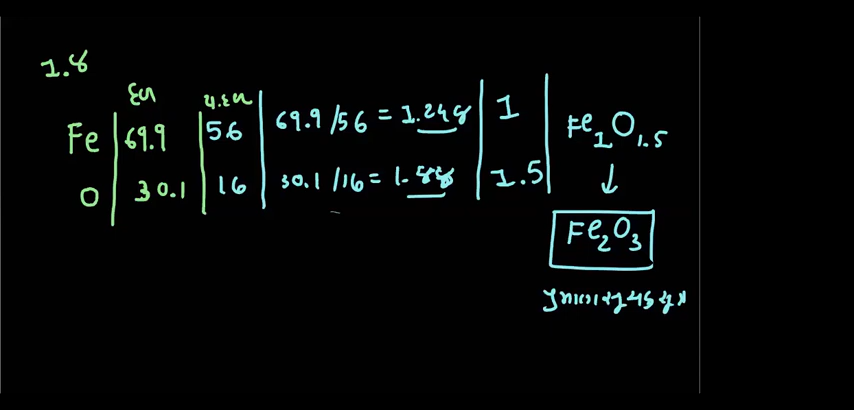 1.8
Fe 69.9 56 69.9/56 = 1.248 1 Fe₁O₁.₅
O 30.1 16 30.1/16 = 1.88 1.5 ↓
Fe₂O₃